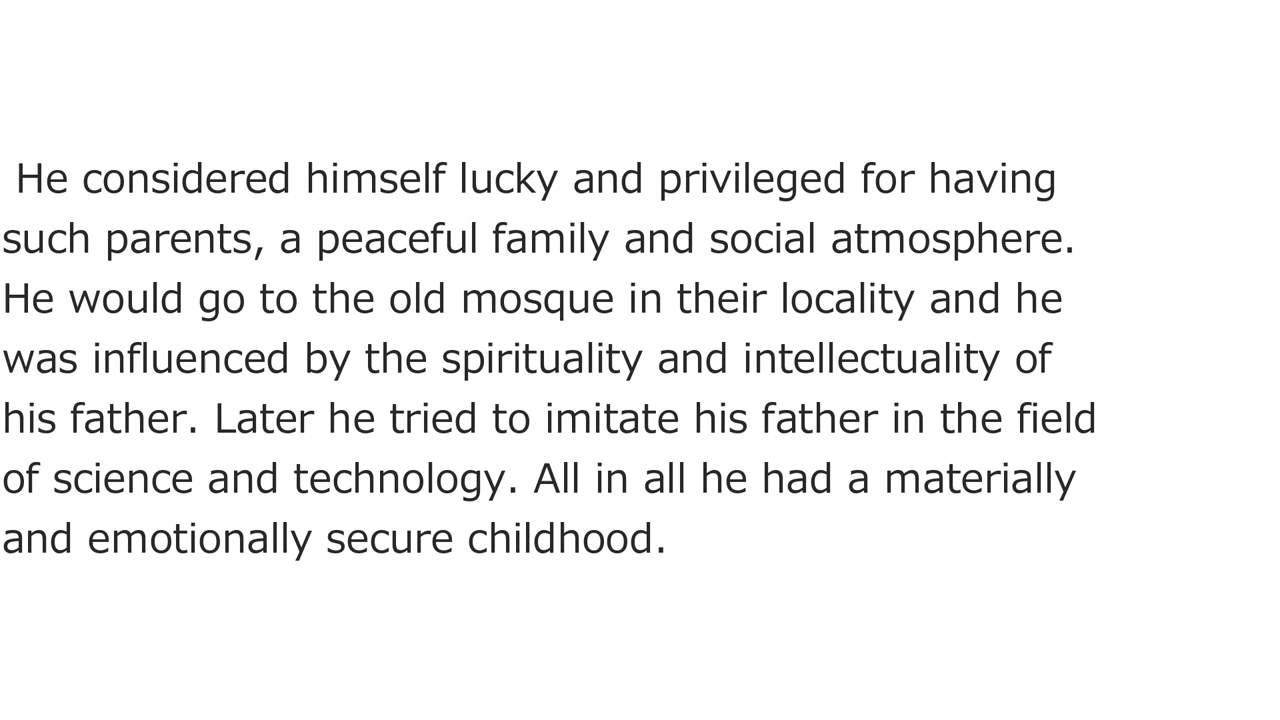 He considered himself lucky and privileged for having
such parents, a peaceful family and social atmosphere.
He would go to the old mosque in their locality and he
was influenced by the spirituality and intellectuality of
his father. Later he tried to imitate his father in the field
of science and technology. All in all he had a materially
and emotionally secure childhood.